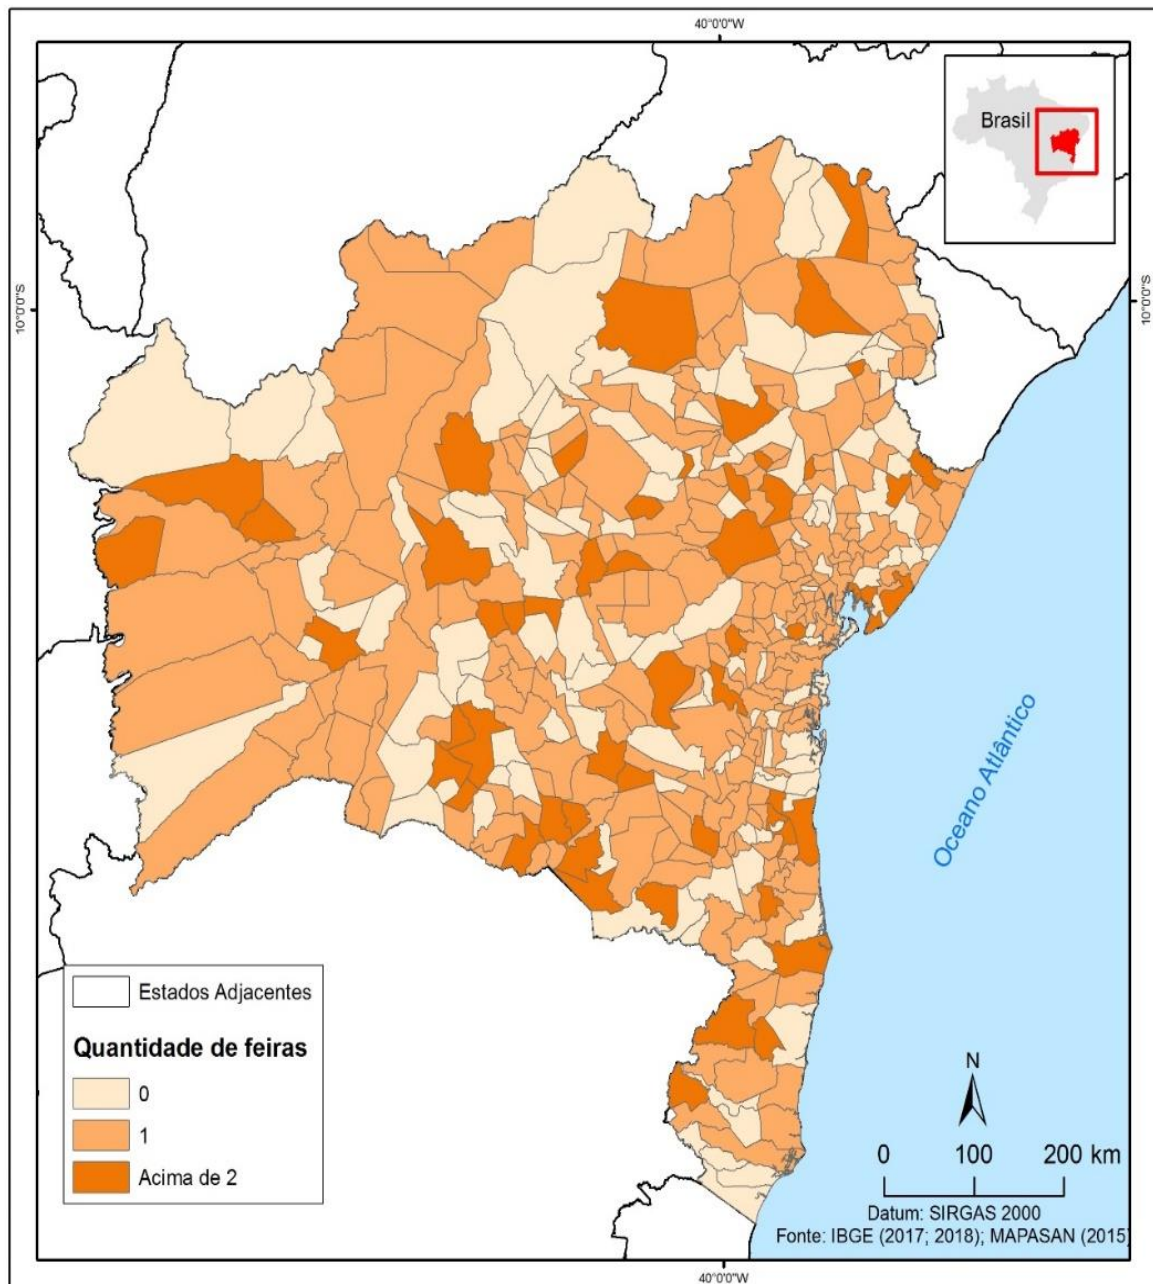 40°0'0"W
Brasil
10°0'0"S
10°0'0"S
Oceano Atlântico
Estados Adjacentes
Quantidade de feiras
0
1
Acima de 2
N
0 100 200 km
Datum: SIRGAS 2000
Fonte: IBGE (2017; 2018); MAPASAN (2015)
40°0'0"W